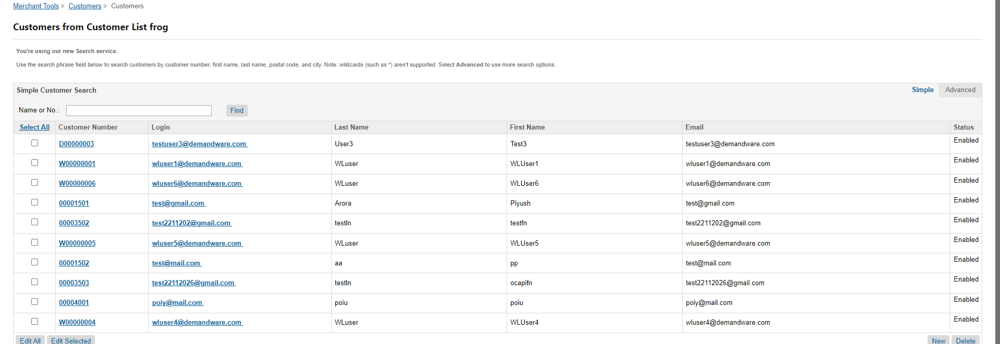 Merchant Tools > Customers > Customers
Customers from Customer List frog
You're using our new Search service.
Use the search phrase field below to search customers by customer number, first name, last name, postal code, and city. Note: wildcards (such as *) aren't supported. Select Advanced to use more search options.
Simple Customer Search Simple Advanced
Name or No.: Find
Select All Customer Number Login Last Name First Name Email Status
D00000003 testuser3@demandware.com User3 Test3 testuser3@demandware.com Enabled
W00000001 wluser1@demandware.com WLuser WLUser1 wluser1@demandware.com Enabled
W00000006 wluser6@demandware.com WLuser WLUser6 wluser6@demandware.com Enabled
00001501 test@gmail.com Arora Piyush test@gmail.com Enabled
00003502 test2211202@gmail.com testln testfn test2211202@gmail.com Enabled
W00000005 wluser5@demandware.com WLuser WLUser5 wluser5@demandware.com Enabled
00001502 test@mail.com aa pp test@mail.com Enabled
00003503 test22112026@gmail.com testln ocapifn test22112026@gmail.com Enabled
00004001 poiy@mail.com poiu poiu poiy@mail.com Enabled
W00000004 wluser4@demandware.com WLuser WLUser4 wluser4@demandware.com Enabled
Edit All Edit Selected New Delete